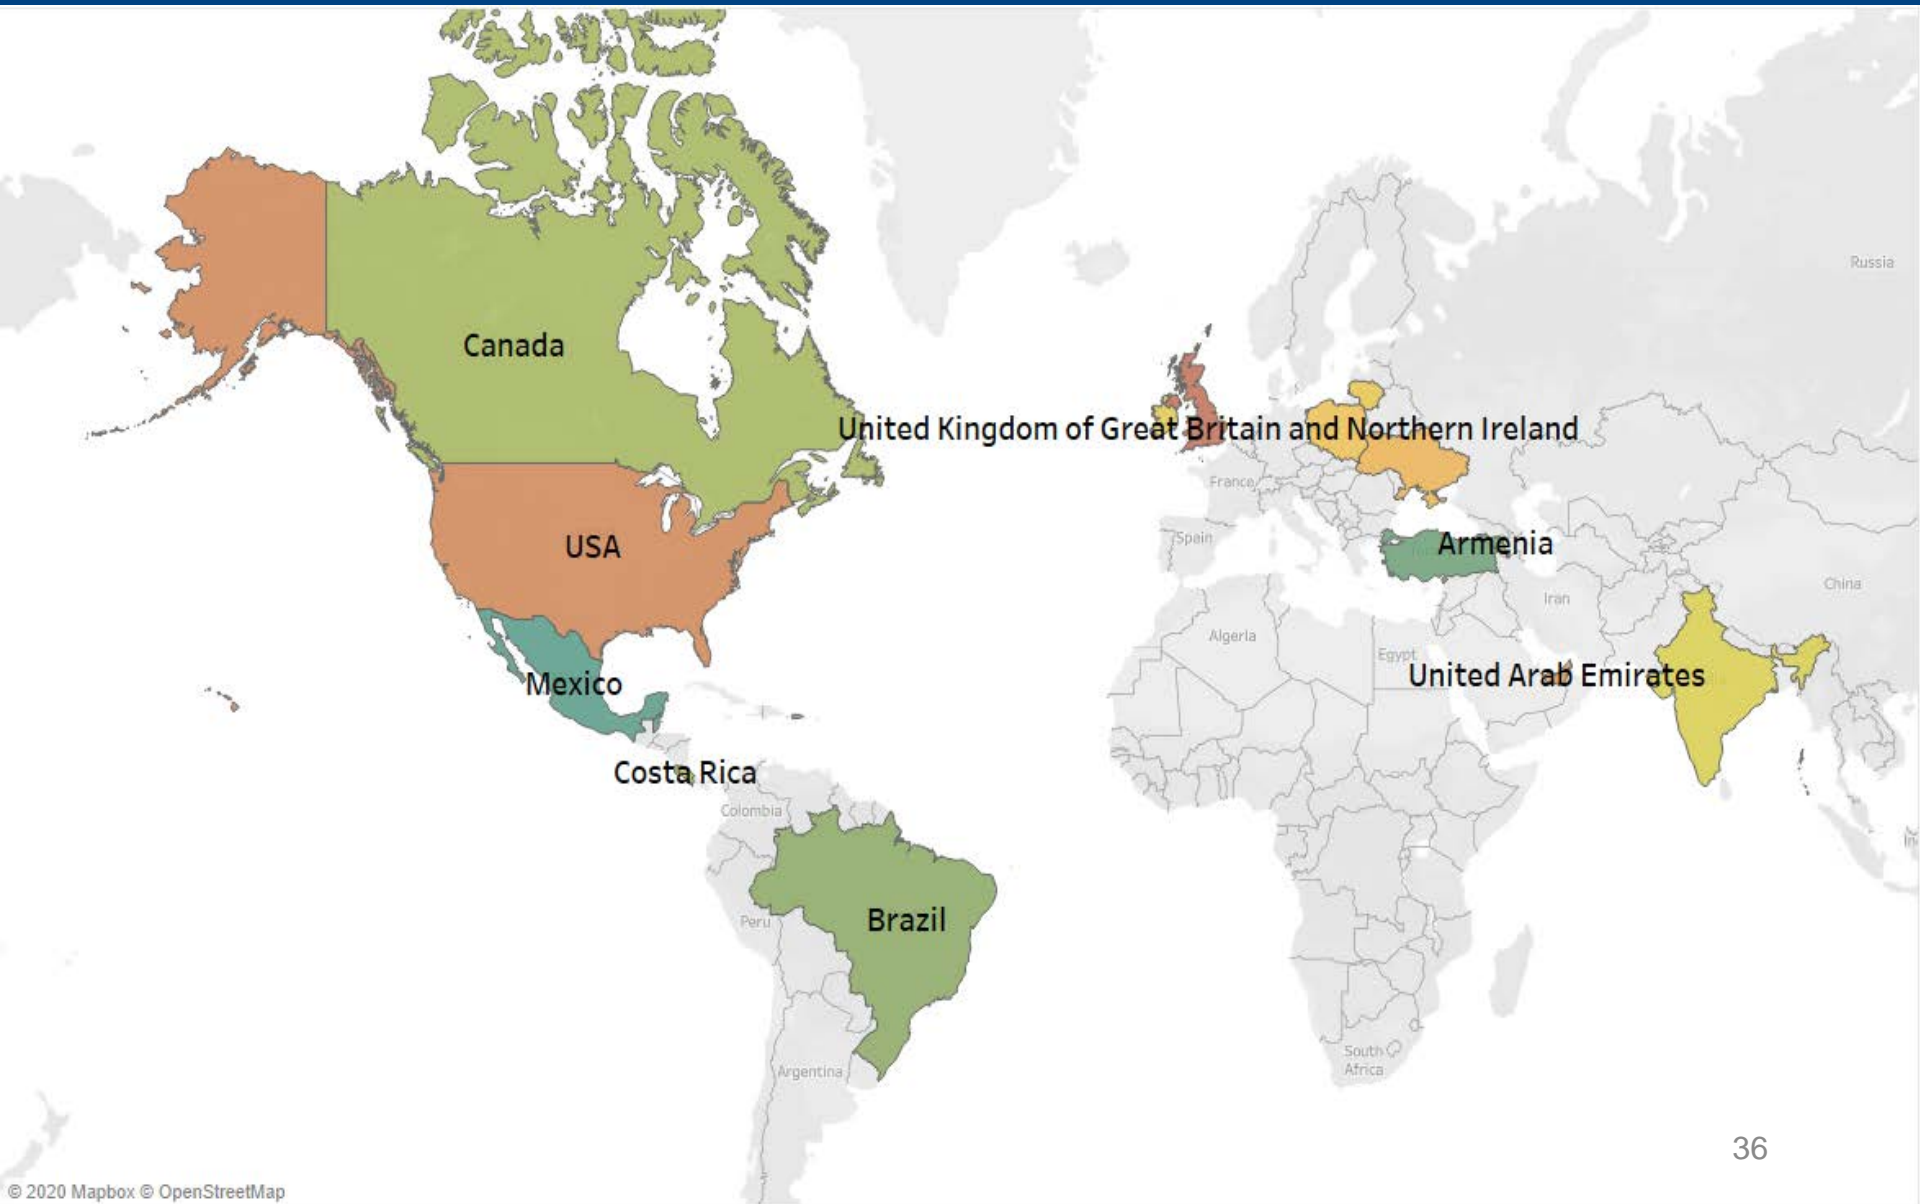 Russia
Canada
United Kingdom of Great Britain and Northern Ireland
France
Spain
USA
Armenia
China
Iran
Algeria
Egypt
United Arab Emirates
Mexico
Costa Rica
Colombia
Brazil
Peru
South
Africa
Argentina
36
© 2020 Mapbox © OpenStreetMap